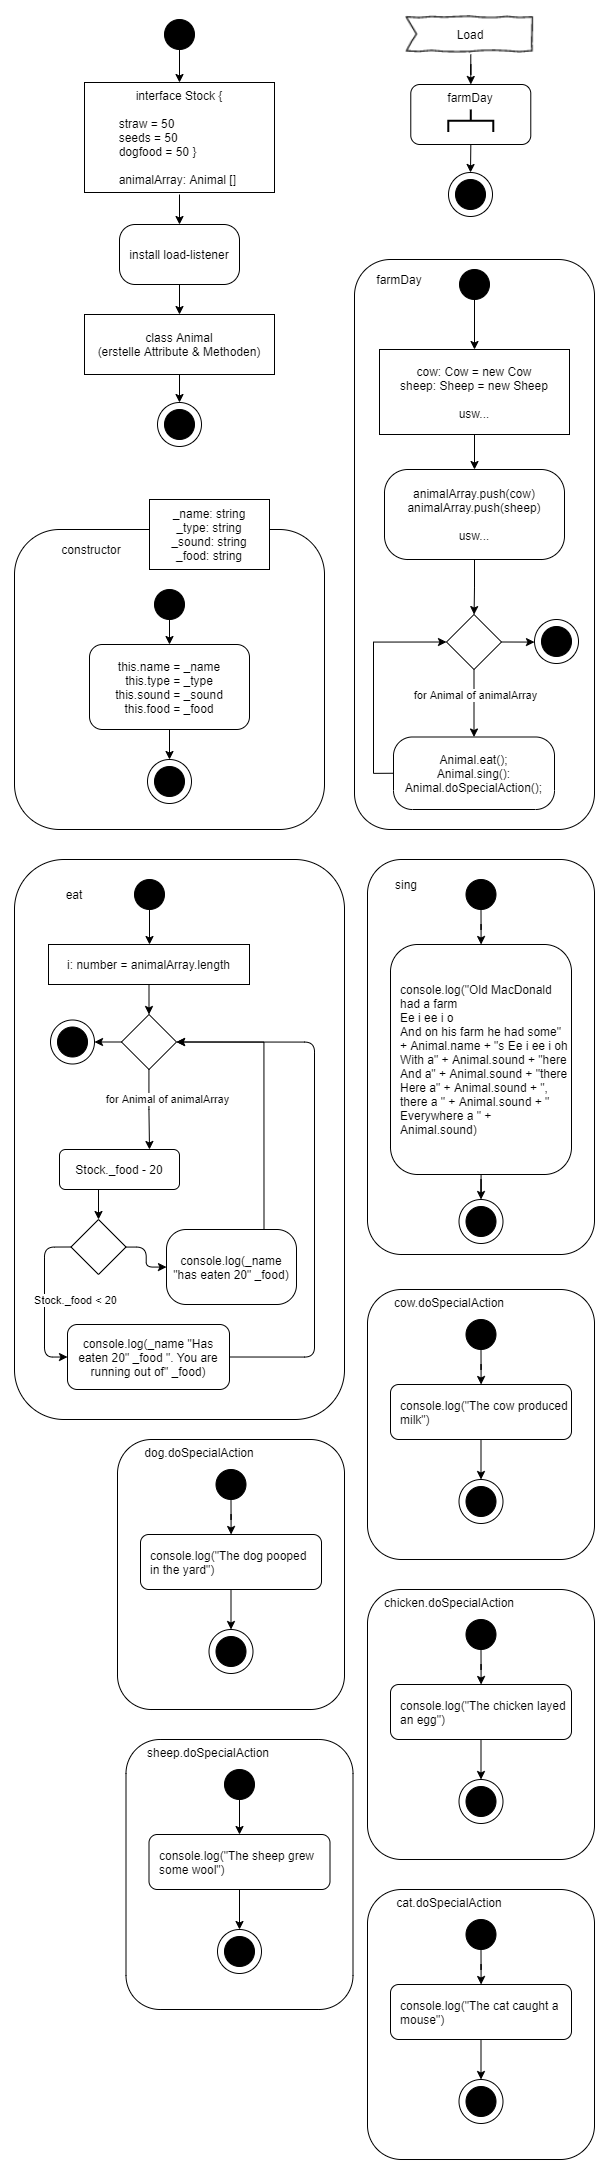 interface Stock {
straw = 50
seeds = 50
dogfood = 50 }
animalArray: Animal []
install load-listener
class Animal
(erstelle Attribute & Methoden)
Load
farmDay
farmDay
cow: Cow = new Cow
sheep: Sheep = new Sheep
usw...
animalArray.push(cow)
animalArray.push(sheep)
usw...
for Animal of animalArray
Animal.eat();
Animal.sing():
Animal.doSpecialAction();
constructor
_name: string
_type: string
_sound: string
_food: string
this.name = _name
this.type = _type
this.sound = _sound
this.food = _food
eat
i: number = animalArray.length
for Animal of animalArray
Stock._food - 20
console.log(_name
"has eaten 20" _food)
Stock._food < 20
console.log(_name "Has
eaten 20" _food ". You are
running out of" _food)
sing
console.log("Old MacDonald
had a farm
Ee i ee i o
And on his farm he had some"
+ Animal.name + "s Ee i ee i oh
With a" + Animal.sound + "here
And a" + Animal.sound + "there
Here a" + Animal.sound + ",
there a " + Animal.sound + "
Everywhere a " +
Animal.sound)
cow.doSpecialAction
console.log("The cow produced
milk")
dog.doSpecialAction
console.log("The dog pooped
in the yard")
chicken.doSpecialAction
console.log("The chicken layed
an egg")
sheep.doSpecialAction
console.log("The sheep grew
some wool")
cat.doSpecialAction
console.log("The cat caught a
mouse")